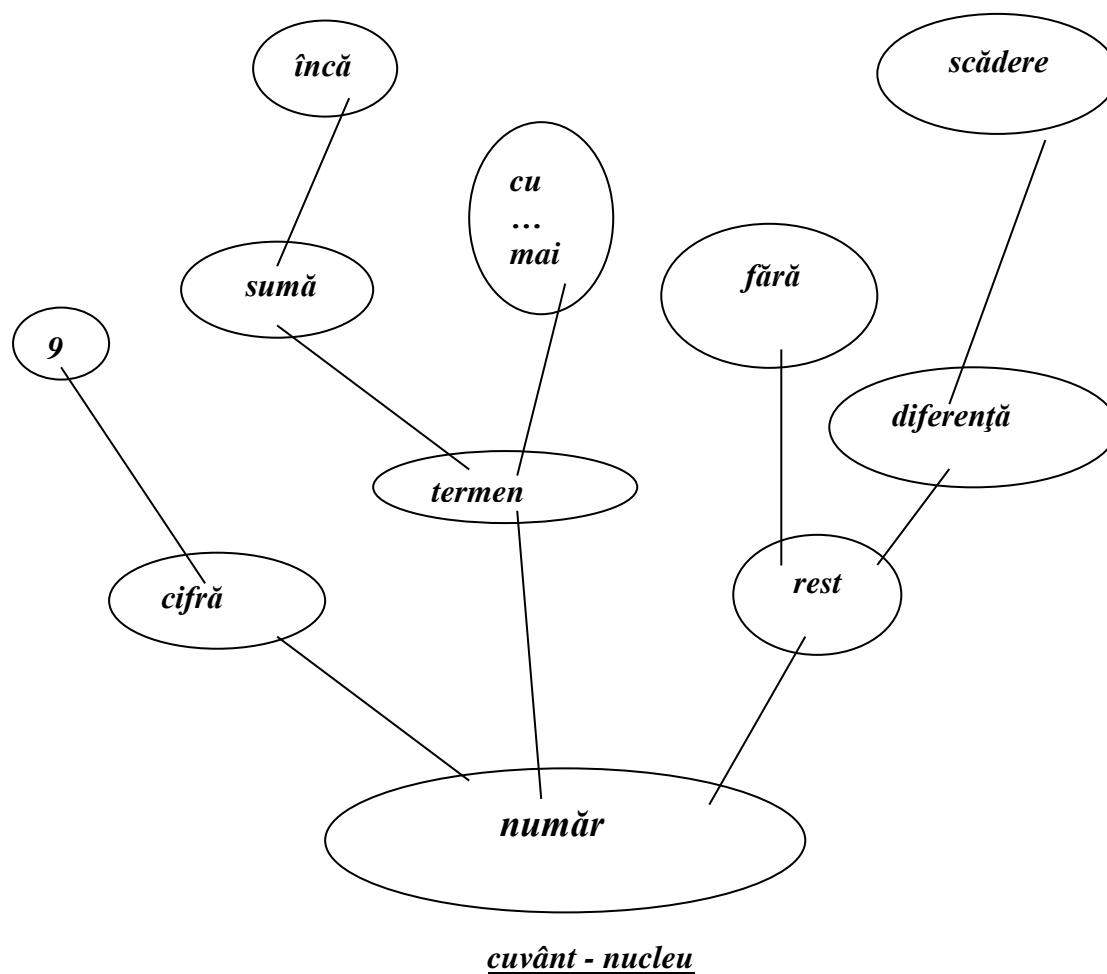 încă
scădere
cu
...
mai
sumă
fără
9
diferenţă
termen
cifră
rest
număr
cuvânt - nucleu